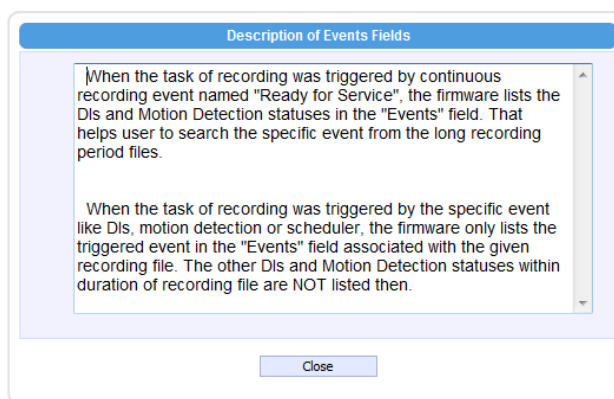 Description of Events Fields
When the task of recording was triggered by continuous
recording event named "Ready for Service", the firmware lists the
DIs and Motion Detection statuses in the "Events" field. That
helps user to search the specific event from the long recording
period files.
When the task of recording was triggered by the specific event
like DIs, motion detection or scheduler, the firmware only lists the
triggered event in the "Events" field associated with the given
recording file. The other DIs and Motion Detection statuses within
duration of recording file are NOT listed then.
Close